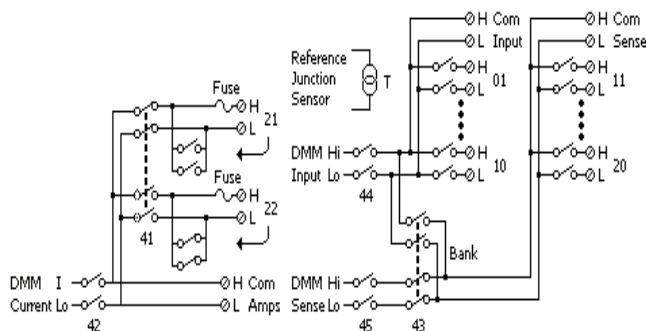 H Com
L Input
H Com
L Sense
Reference
Junction
Sensor
T
H
01
L
H
11
L
Fuse
H
21
L
DMM Hi
Input Lo
44
H
10
L
H
20
L
Fuse
H
22
L
41
Bank
DMM I
Current Lo
42
H Com
L Amps
DMM Hi
Sense Lo
45
43